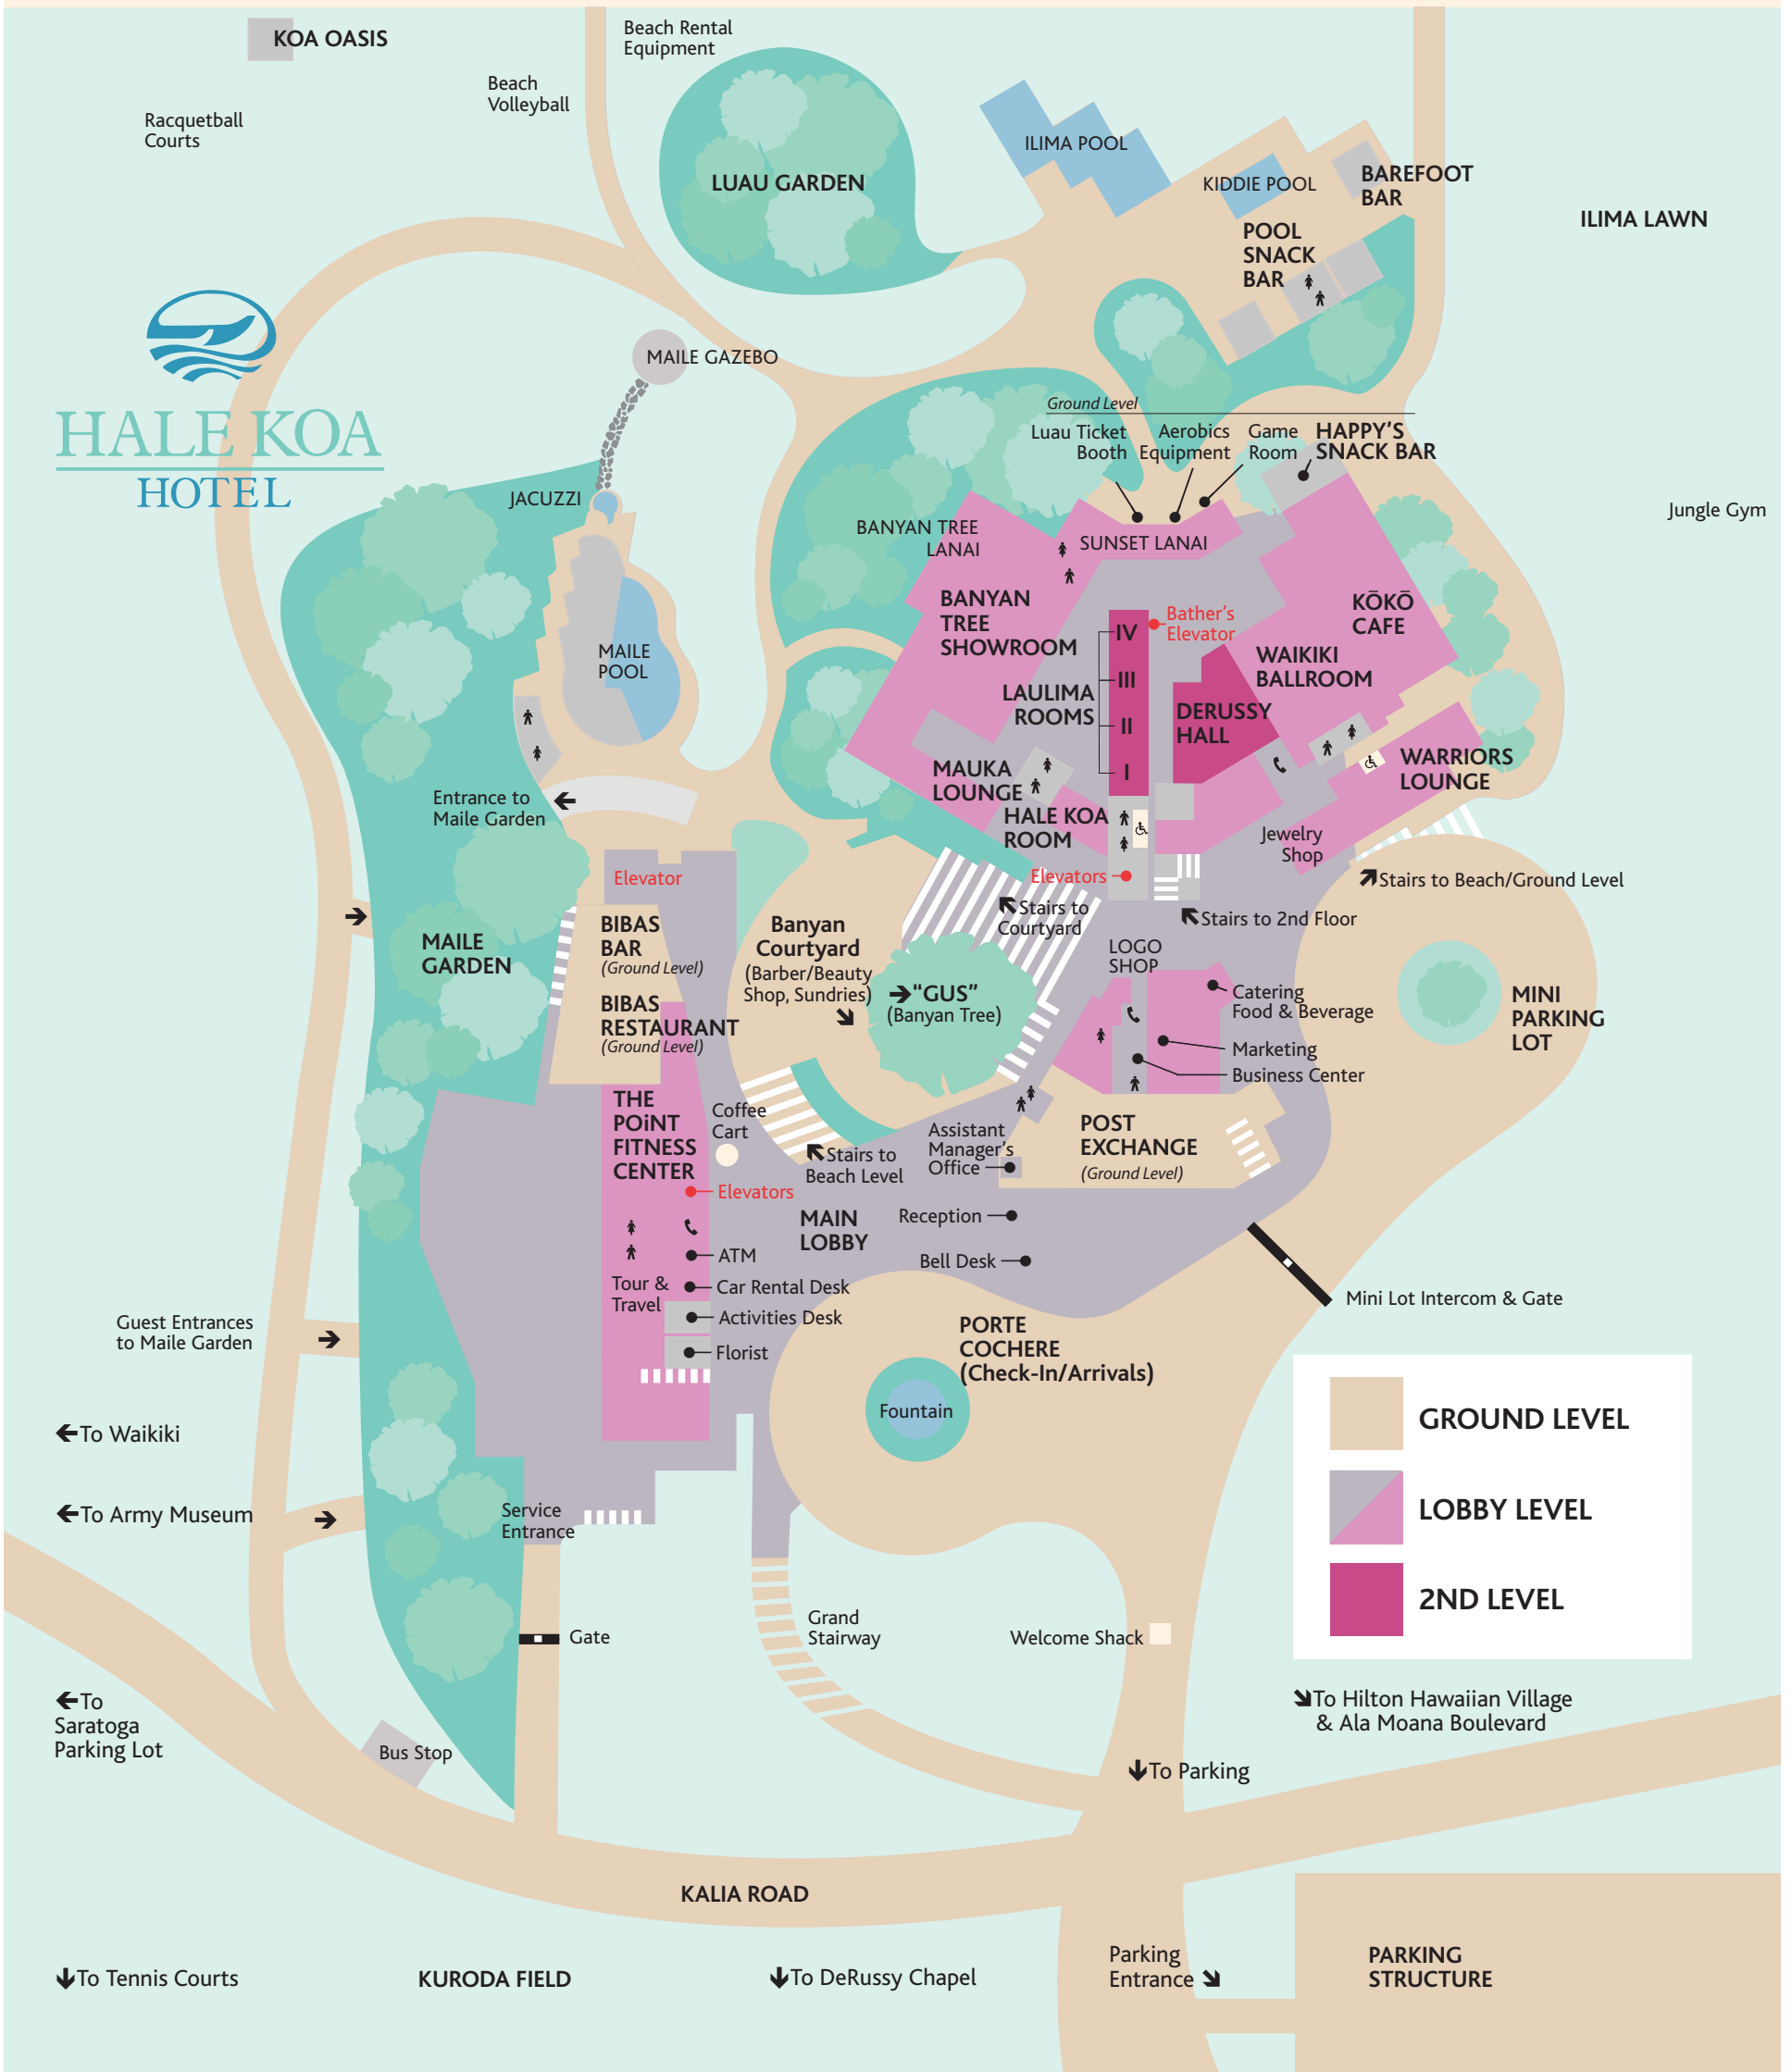 KOA OASIS
Beach Rental
Equipment
Beach
Volleyball
Racquetball
Courts
LUAU GARDEN
ILIMA POOL
KIDDIE POOL
BAREFOOT
BAR
ILIMA LAWN
POOL
SNACK
BAR
HALE KOA
HOTEL
MAILE GAZEBO
JACUZZI
Ground Level
Luau Ticket
Booth
Aerobics
Equipment
Game
Room
HAPPY'S
SNACK BAR
Jungle Gym
BANYAN TREE
LANAI
SUNSET LANAI
BANYAN
TREE
SHOWROOM
Bather's
Elevator
KŌKŌ
CAFE
WAIKIKI
BALLROOM
MAILE
POOL
LAULIMA
ROOMS
IV
III
II
I
DERUSSY
HALL
WARRIORS
LOUNGE
MAUKA
LOUNGE
HALE KOA
ROOM
Entrance to
Maile Garden
Jewelry
Shop
Elevator
Elevators
Stairs to Beach/Ground Level
Stairs to
Courtyard
Stairs to 2nd Floor
MAILE
GARDEN
BIBAS
BAR
(Ground Level)
BIBAS
RESTAURANT
(Ground Level)
Banyan
Courtyard
(Barber/Beauty
Shop, Sundries)
"GUS"
(Banyan Tree)
LOGO
SHOP
Catering
Food & Beverage
Marketing
Business Center
MINI
PARKING
LOT
THE
POiNT
FITNESS
CENTER
Coffee
Cart
Stairs to
Beach Level
Assistant
Manager's
Office
POST
EXCHANGE
(Ground Level)
Elevators
MAIN
LOBBY
Reception
Bell Desk
ATM
Tour &
Travel
Car Rental Desk
Activities Desk
Florist
Mini Lot Intercom & Gate
Guest Entrances
to Maile Garden
PORTE
COCHERE
(Check-In/Arrivals)
Fountain
GROUND LEVEL
LOBBY LEVEL
2ND LEVEL
To Waikiki
To Army Museum
Service
Entrance
Gate
Grand
Stairway
Welcome Shack
To
Saratoga
Parking Lot
Bus Stop
To Hilton Hawaiian Village
& Ala Moana Boulevard
To Parking
KALIA ROAD
To Tennis Courts
KURODA FIELD
To DeRussy Chapel
Parking
Entrance
PARKING
STRUCTURE